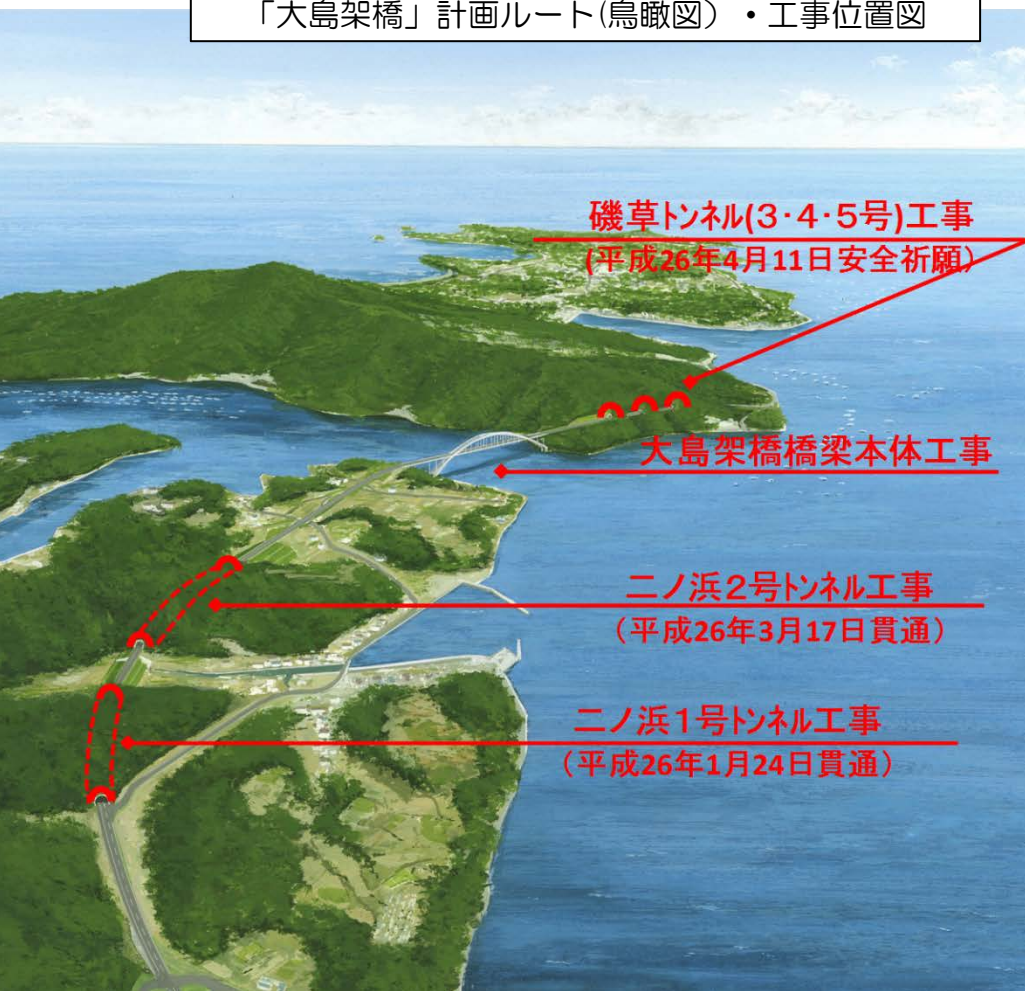 「大島架橋」計画ルート(鳥瞰図）・工事位置図
磯草トンネル(3・4・5号)工事
(平成26年4月11日安全祈願)
大島架橋橋梁本体工事
二ノ浜２号トンネル工事
（平成26年3月17日貫通）
二ノ浜１号トンネル工事
（平成26年1月24日貫通）